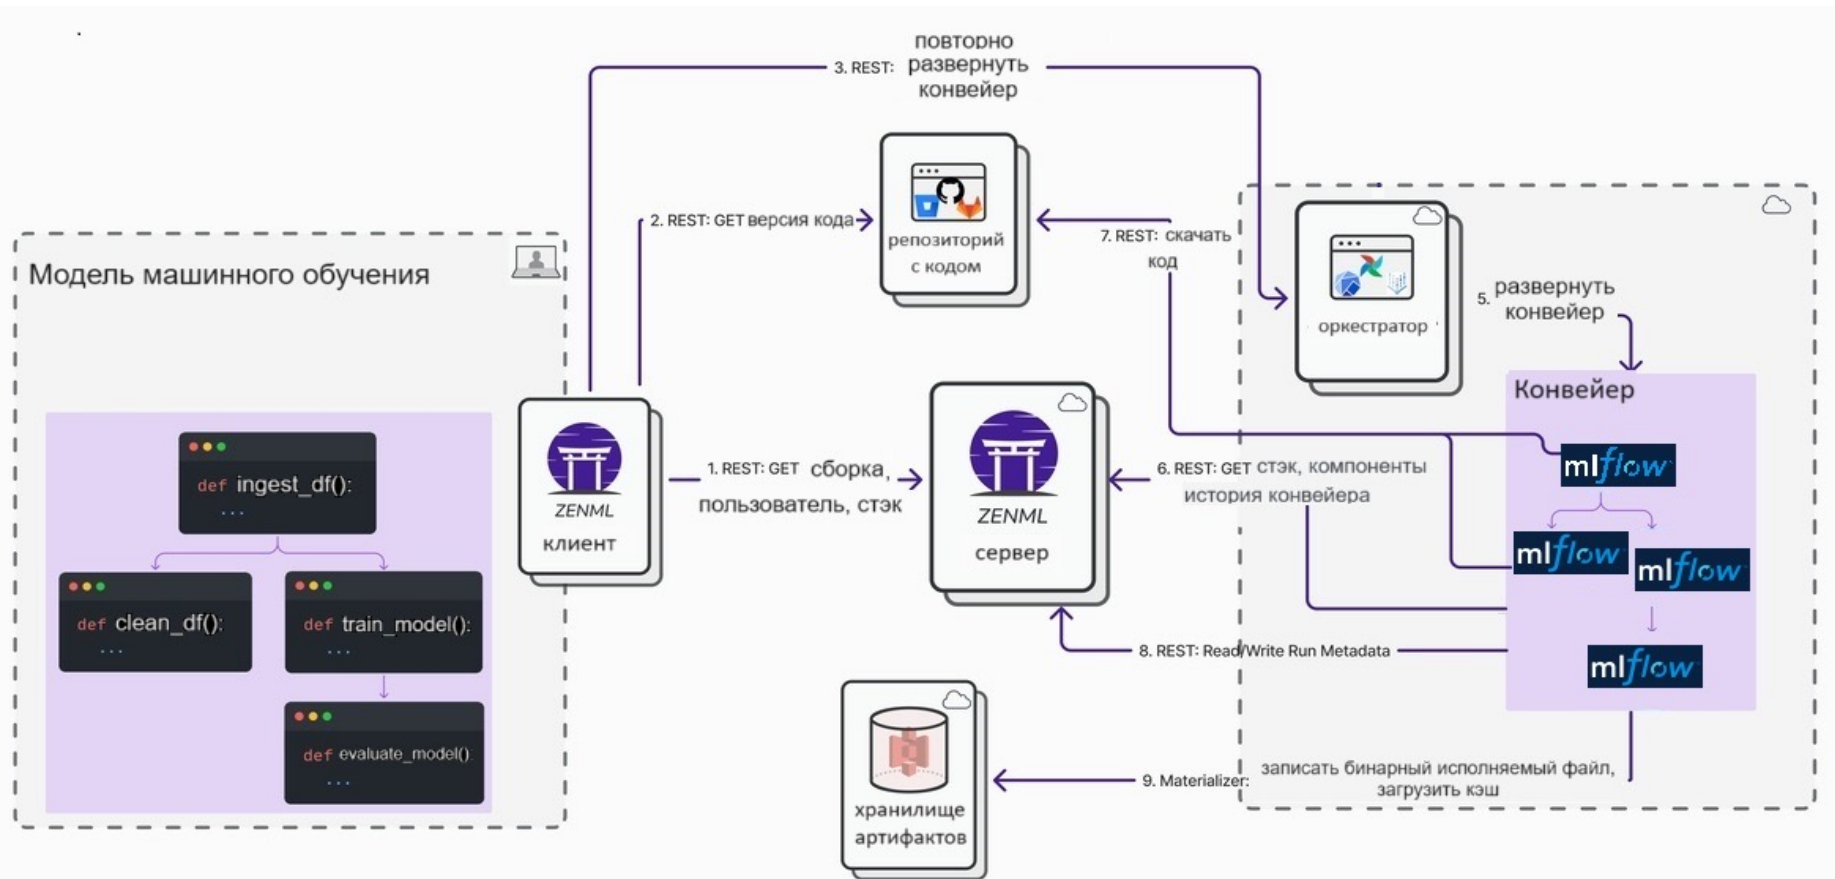 повторно
3. REST: развернуть
конвейер
2. REST: GET версия кода
репозиторий
с кодом
7. REST: скачать
код
Модель машинного обучения
оркестратор
5. развернуть
конвейер
Конвейер
def ingest_df():
...
def clean_df():
...
def train_model():
...
def evaluate_model():
...
ZENML
клиент
1. REST: GET сборка,
пользователь, стэк
ZENML
сервер
6. REST: GET стэк, компоненты
история конвейера
mlflow
mlflow
mlflow
mlflow
8. REST: Read/Write Run Metadata
9. Materializer: записать бинарный исполняемый файл,
загрузить кэш
хранилище
артефактов